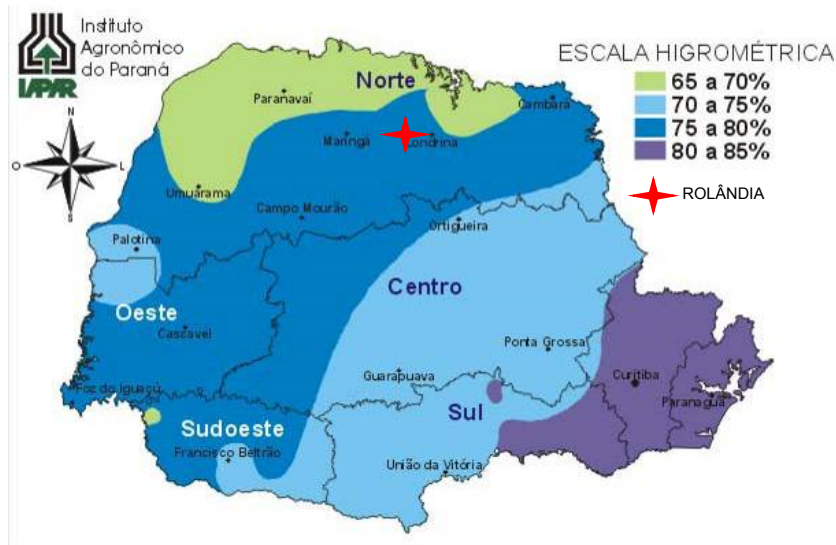 Instituto
Agronômico
do Paraná
IAPAR
ESCALA HIGROMÉTRICA
65 a 70%
70 a 75%
75 a 80%
80 a 85%
ROLÂNDIA
N
O
L
S
Norte
Paranavaí
Cambará
Maringá
Londrina
Umuarama
Campo Mourão
Ortigueira
Palotina
Centro
Oeste
Cascavel
Ponta Grossa
Guarapuava
Curitiba
Foz do Iguaçú
Paranaguá
Sul
Sudoeste
Francisco Beltrão
União da Vitória